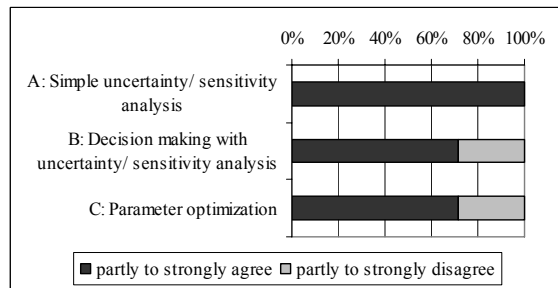 0% 20% 40% 60% 80% 100%
A: Simple uncertainty/ sensitivity
analysis
B: Decision making with
uncertainty/ sensitivity analysis
C: Parameter optimization
partly to strongly agree partly to strongly disagree